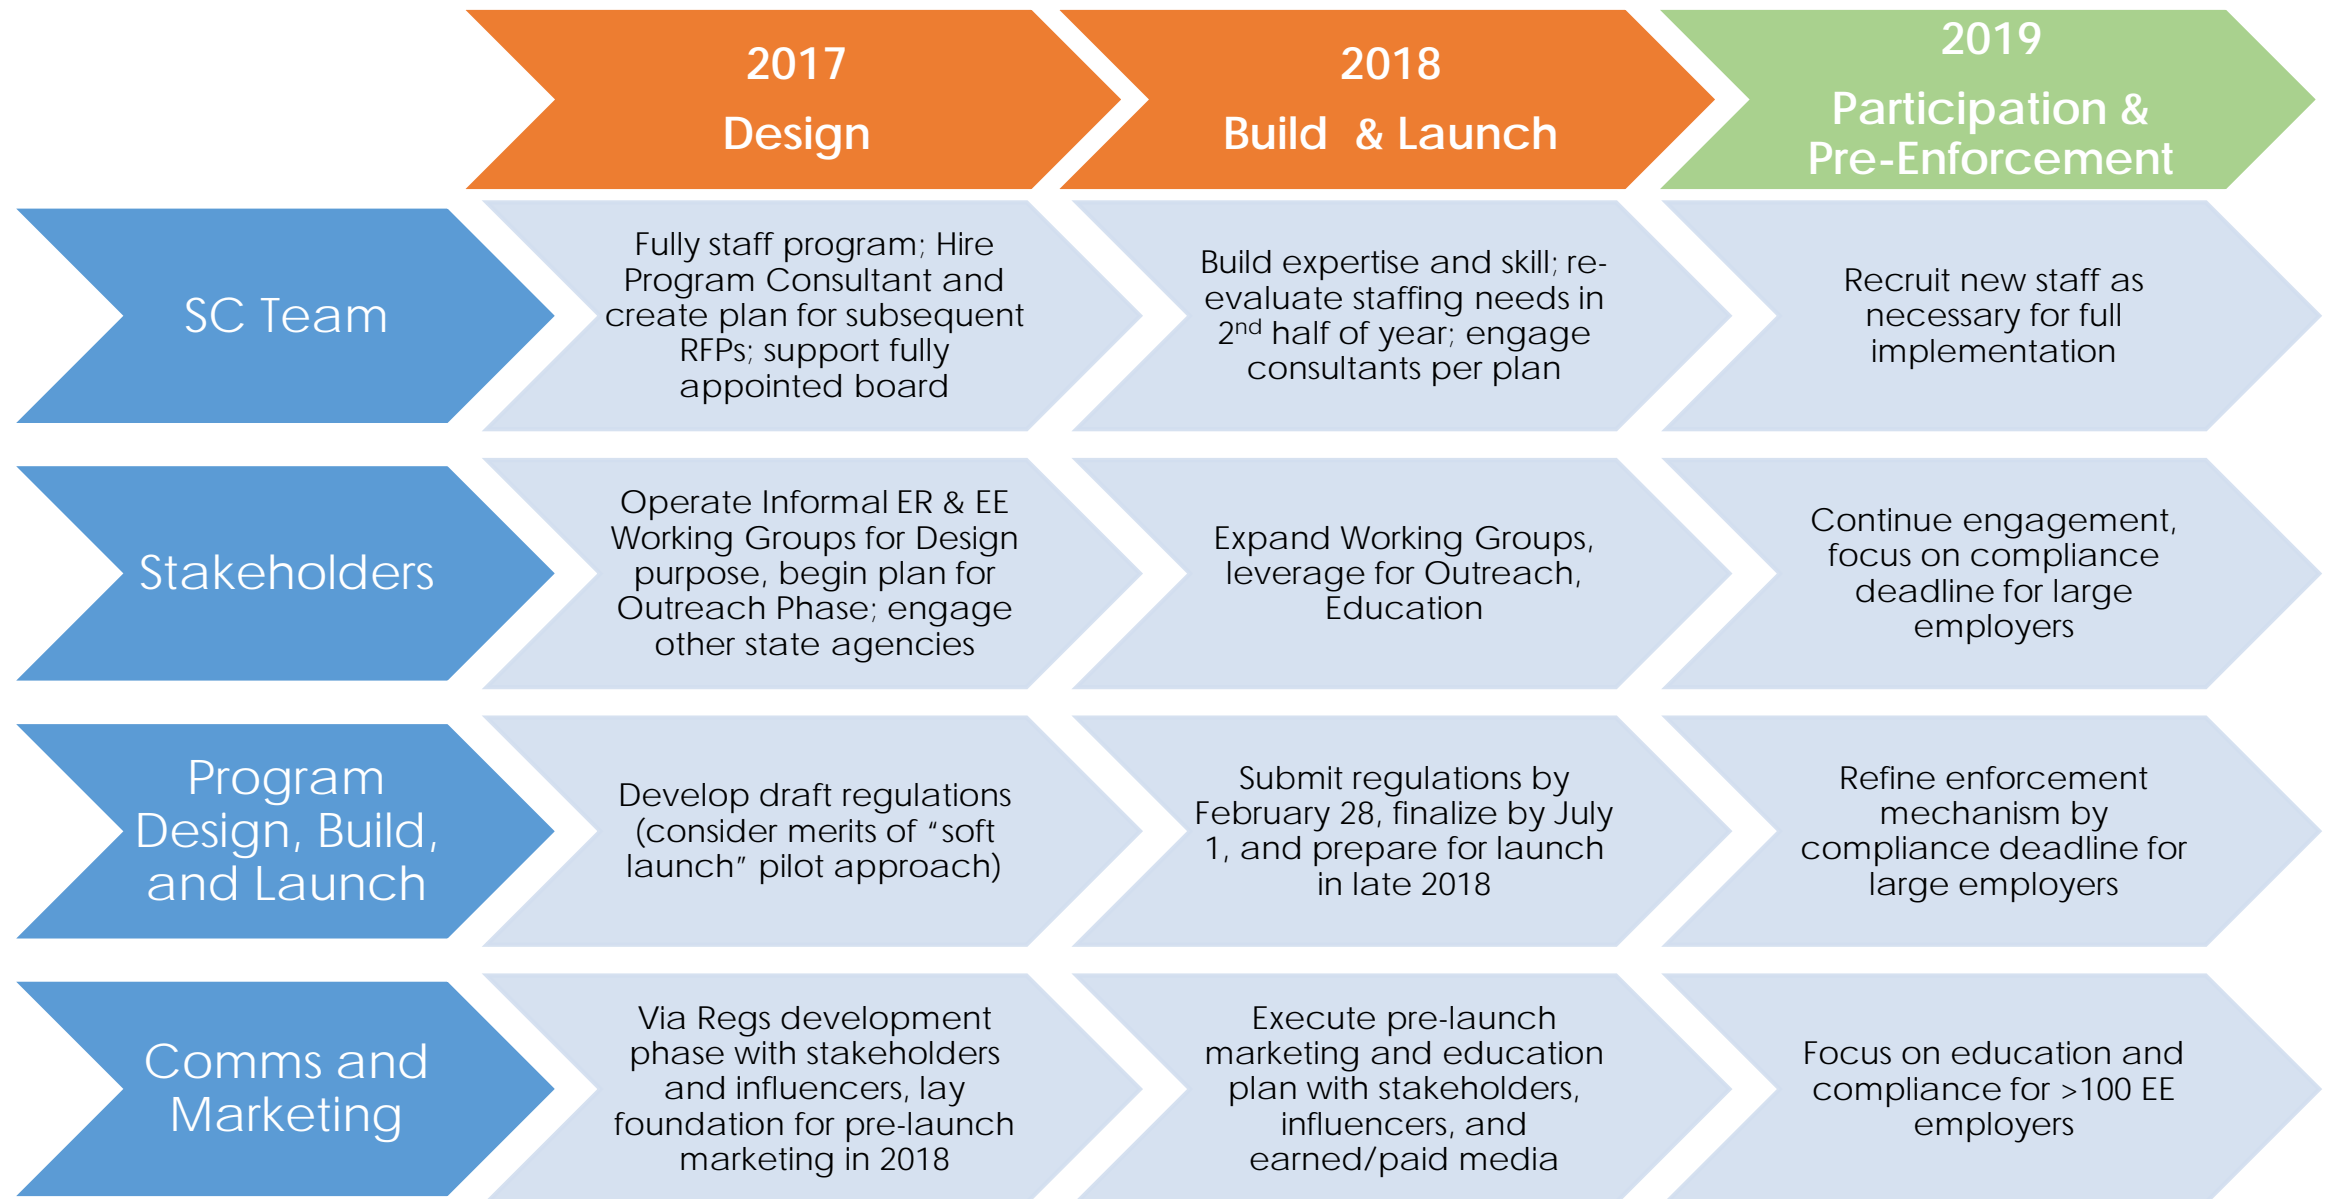 2017
Design
2018
Build & Launch
2019
Participation &
Pre-Enforcement
SC Team
Fully staff program; Hire
Program Consultant and
create plan for subsequent
RFPs; support fully
appointed board
Build expertise and skill; re-
evaluate staffing needs in
2nd half of year; engage
consultants per plan
Recruit new staff as
necessary for full
implementation
Stakeholders
Operate Informal ER & EE
Working Groups for Design
purpose, begin plan for
Outreach Phase; engage
other state agencies
Expand Working Groups,
leverage for Outreach,
Education
Continue engagement,
focus on compliance
deadline for large
employers
Program
Design, Build,
and Launch
Develop draft regulations
(consider merits of “soft
launch” pilot approach)
Submit regulations by
February 28, finalize by July
1, and prepare for launch
in late 2018
Refine enforcement
mechanism by
compliance deadline for
large employers
Comms and
Marketing
Via Regs development
phase with stakeholders
and influencers, lay
foundation for pre-launch
marketing in 2018
Execute pre-launch
marketing and education
plan with stakeholders,
influencers, and
earned/paid media
Focus on education and
compliance for >100 EE
employers